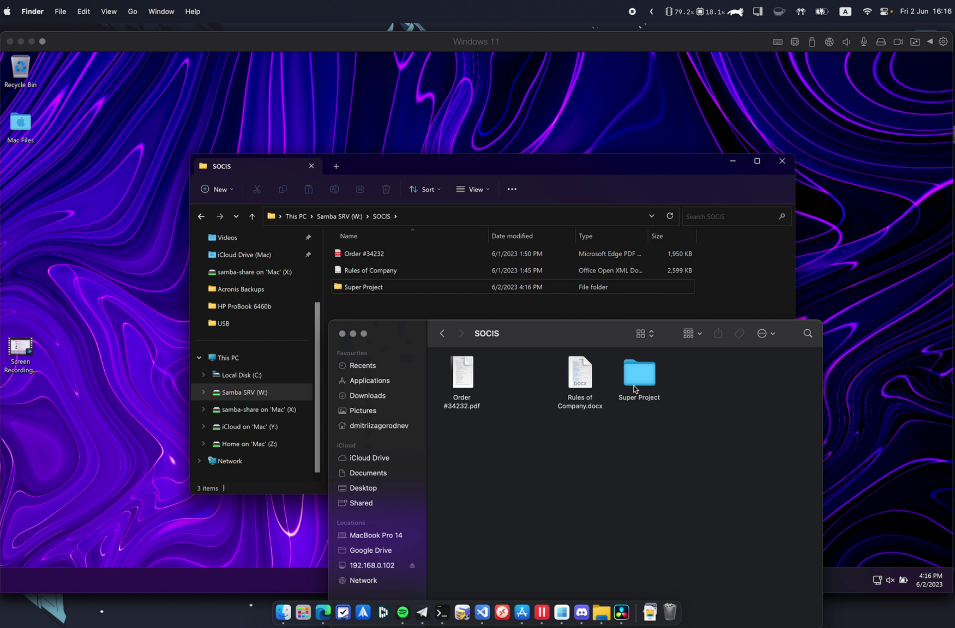 Finder File Edit View Go Window Help
79.2% 18.1% A Fri 2 Jun 16:16
Windows 11
Recycle Bin
Mac Files
Screen
Recording...
SOCIS
New Sort View
This PC > Samba SRV (W:) > SOCIS >
Search SOCIS
Videos
iCloud Drive (Mac)
samba-share on 'Mac' (X:)
Acronis Backups
HP ProBook 6460b
USB
This PC
Local Disk (C:)
Samba SRV (W:)
samba-share on 'Mac' (X:)
iCloud on 'Mac' (Y:)
Home on 'Mac' (Z:)
Network
3 items
Name Date modified Type Size
Order #34232 6/1/2023 1:50 PM Microsoft Edge PDF ... 1,950 KB
Rules of Company 6/1/2023 1:45 PM Office Open XML Do... 2,599 KB
Super Project 6/2/2023 4:16 PM File folder
SOCIS
Favourites
Recents
Applications
Downloads
Pictures
dmitriizagorodnev
iCloud
iCloud Drive
Documents
Desktop
Shared
Locations
MacBook Pro 14
Google Drive
192.168.0.102
Network
Order
#34232.pdf
DOCX
Rules of
Company.docx
Super Project
4:16 PM
6/2/2023